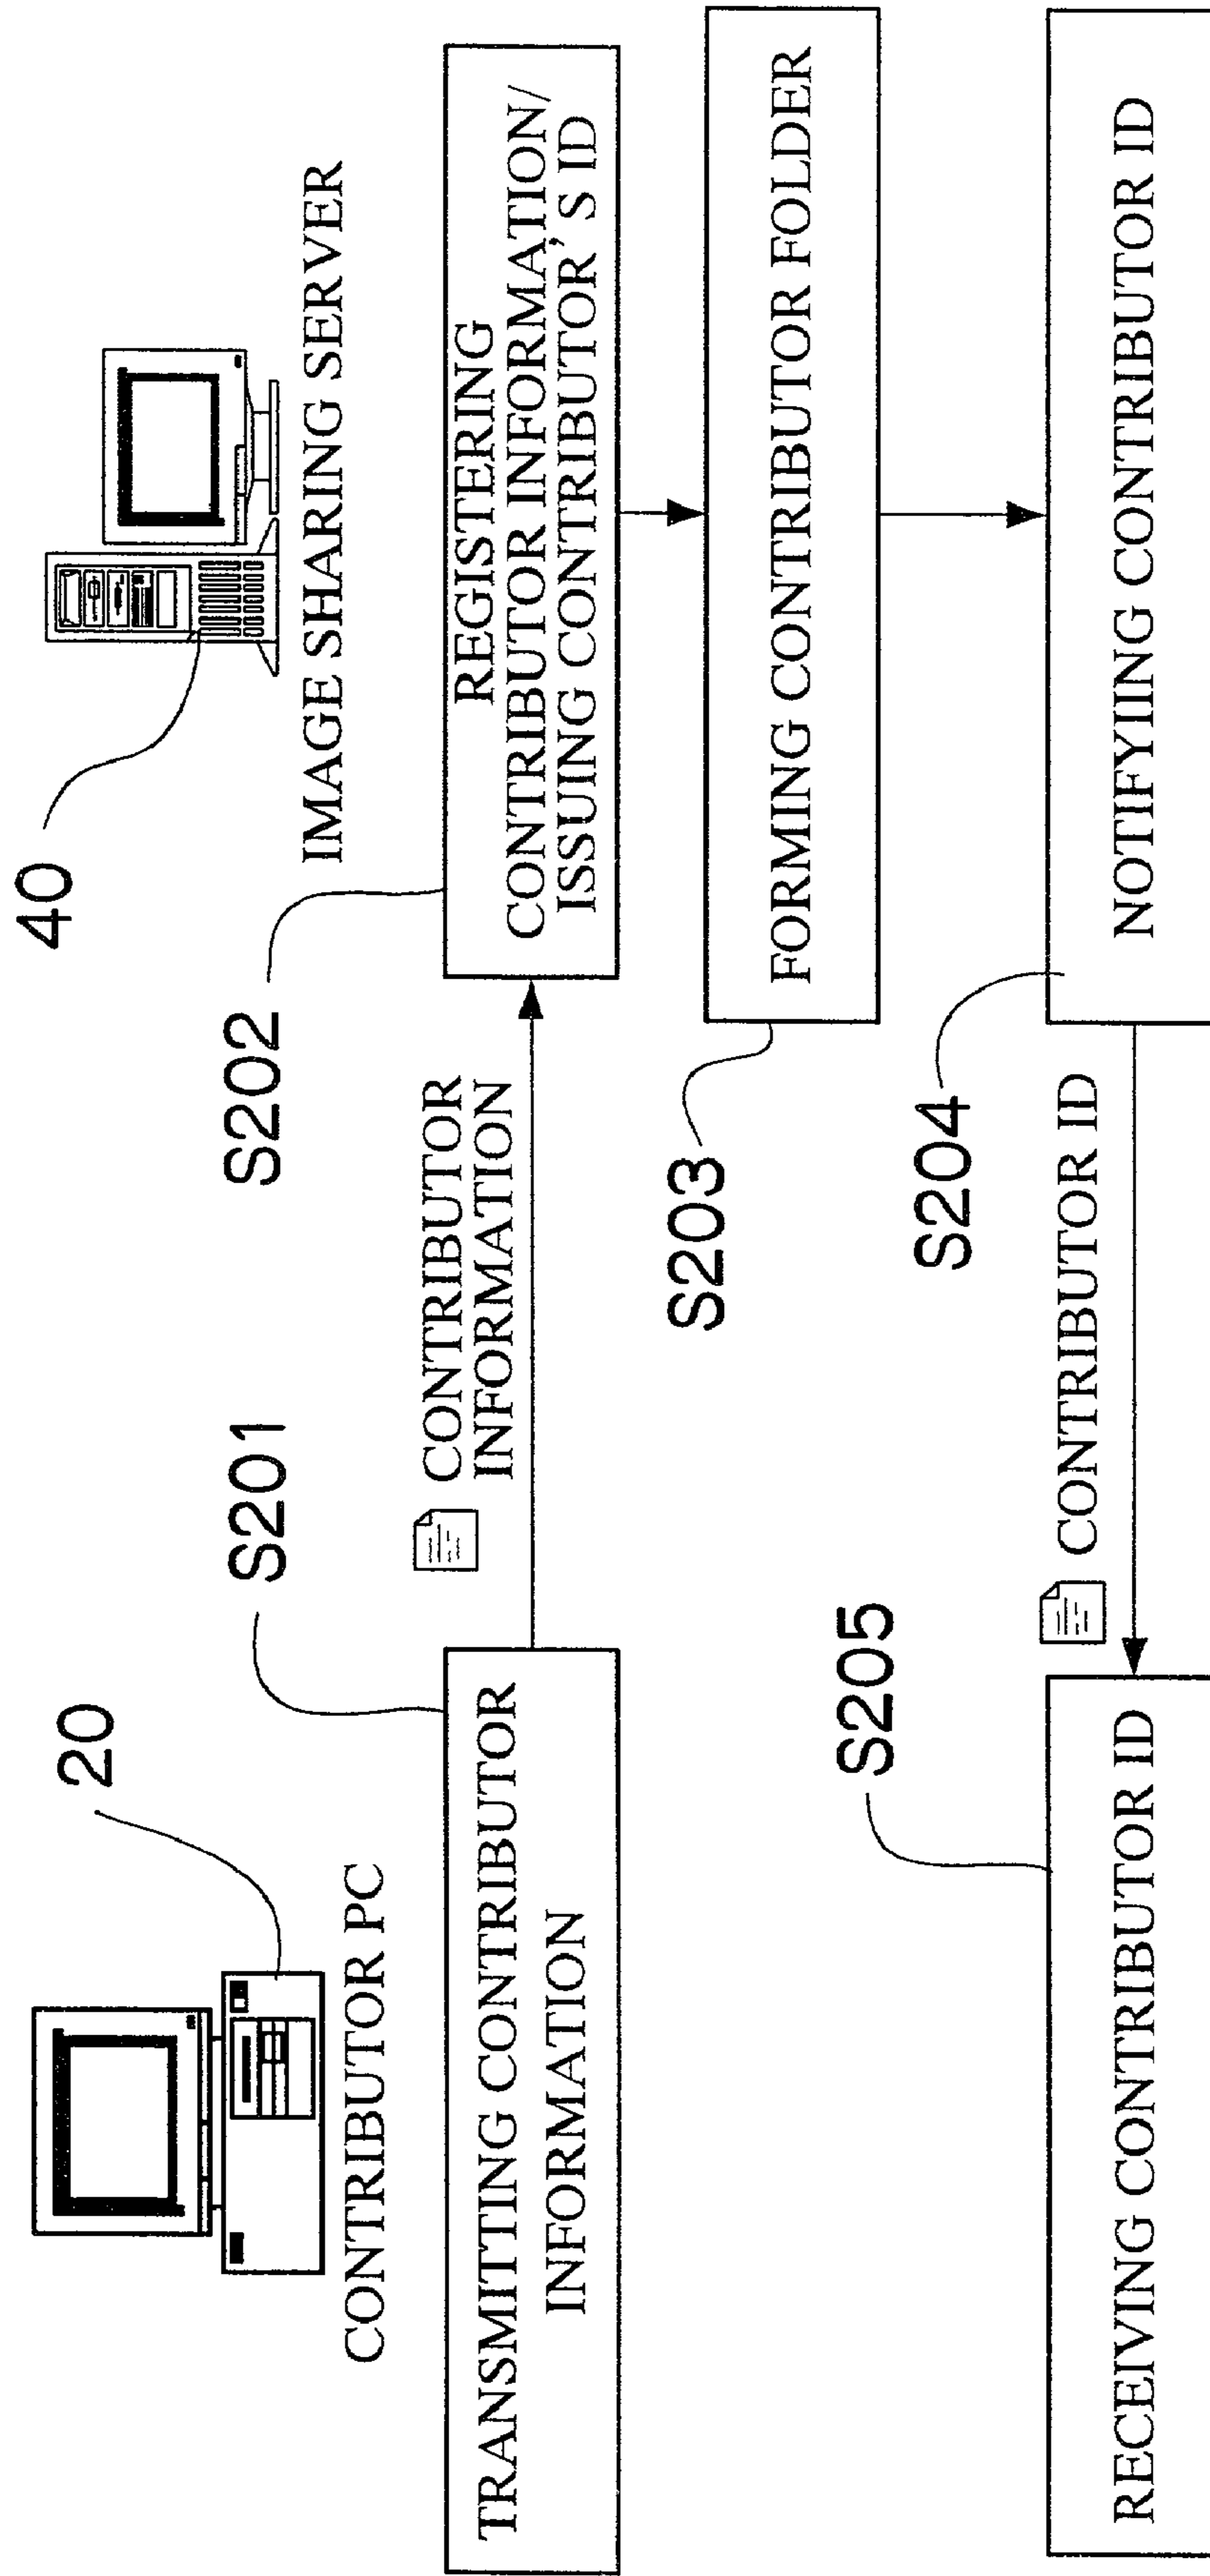 20
CONTRIBUTOR PC
40
IMAGE SHARING SERVER
S201
TRANSMITTING CONTRIBUTOR
INFORMATION
CONTRIBUTOR
INFORMATION
S202
REGISTERING
CONTRIBUTOR INFORMATION/
ISSUING CONTRIBUTOR'S ID
S203
FORMING CONTRIBUTOR FOLDER
S204
NOTIFYIING CONTRIBUTOR ID
CONTRIBUTOR ID
S205
RECEIVING CONTRIBUTOR ID